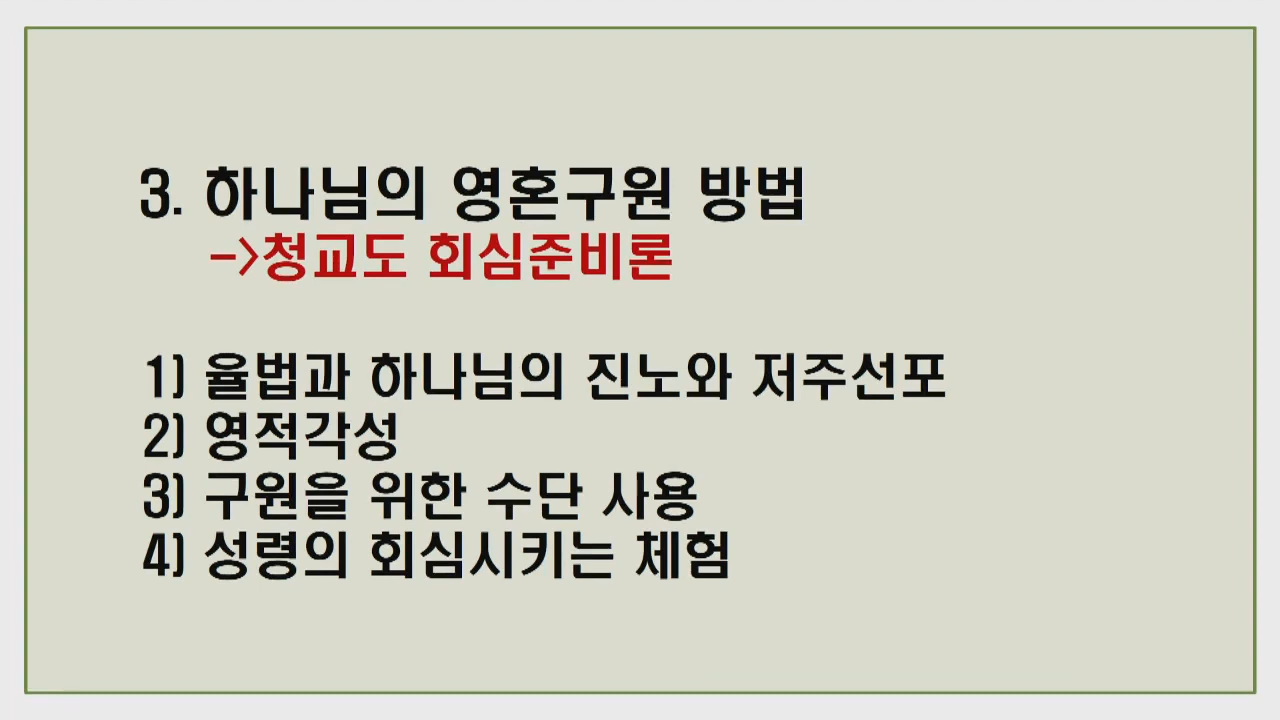 3. 하나님의 영혼구원 방법
->청교도 회심준비론
1) 율법과 하나님의 진노와 저주선포
2) 영적각성
3) 구원을 위한 수단 사용
4) 성령의 회심시키는 체험